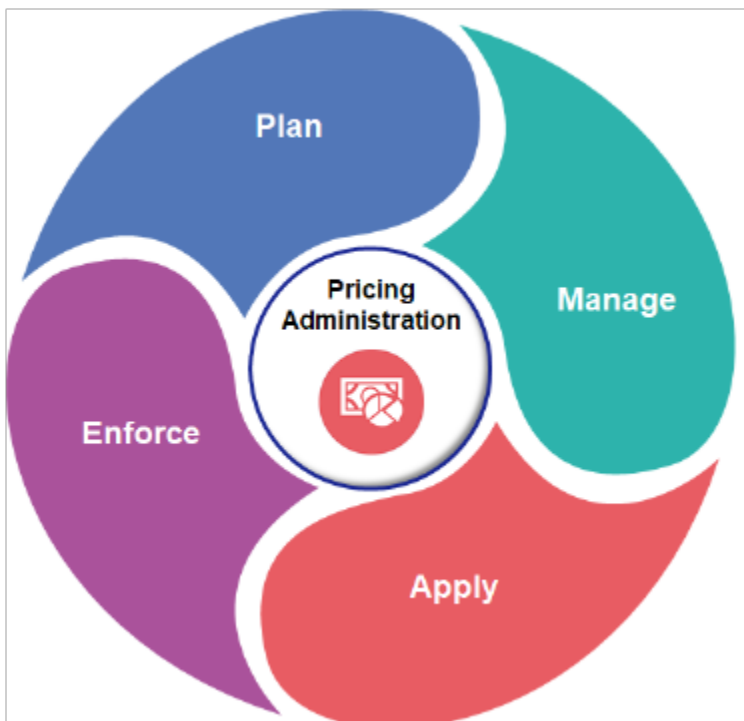 Plan
Manage
Pricing
Administration
Enforce
Apply